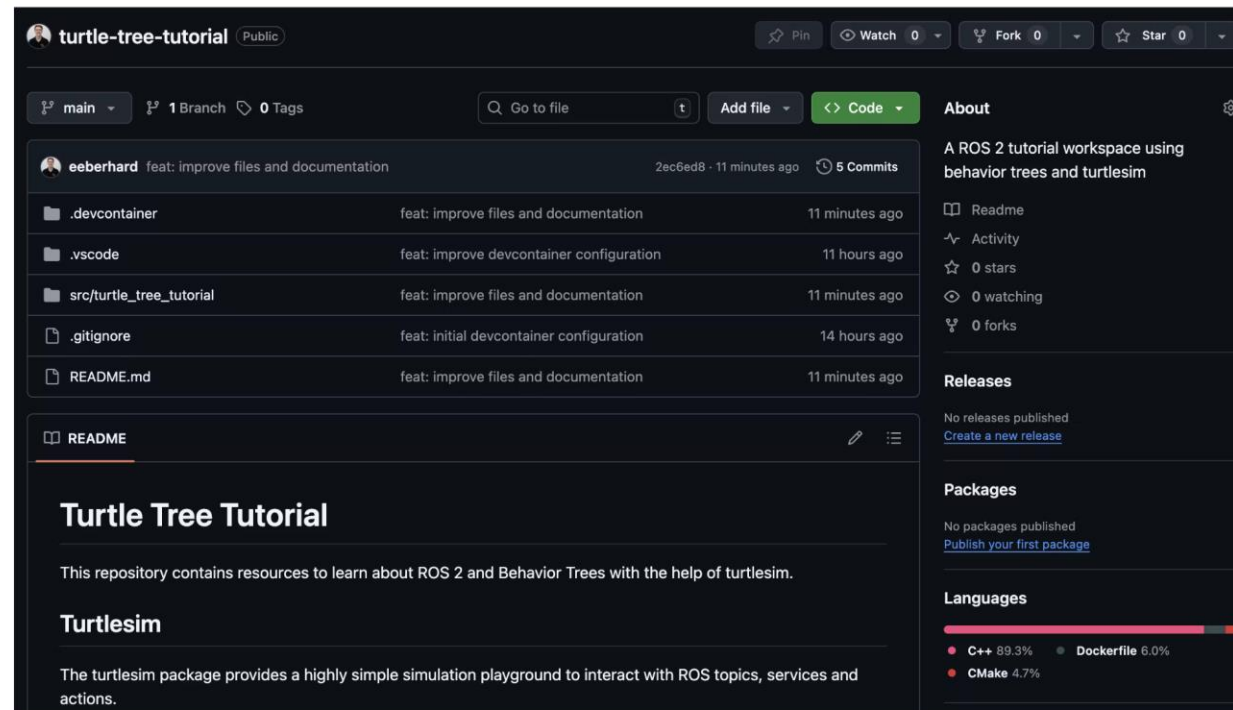 turtle-tree-tutorial Public
Pin Watch 0 Fork 0 Star 0
main 1 Branch 0 Tags Go to file t Add file <> Code
eeberhard feat: improve files and documentation 2ec6ed8 · 11 minutes ago 5 Commits
.devcontainer feat: improve files and documentation 11 minutes ago
.vscode feat: improve devcontainer configuration 11 hours ago
src/turtle_tree_tutorial feat: improve files and documentation 11 minutes ago
.gitignore feat: initial devcontainer configuration 14 hours ago
README.md feat: improve files and documentation 11 minutes ago
README
Turtle Tree Tutorial
This repository contains resources to learn about ROS 2 and Behavior Trees with the help of turtlesim.
Turtlesim
The turtlesim package provides a highly simple simulation playground to interact with ROS topics, services and
actions.
About
A ROS 2 tutorial workspace using
behavior trees and turtlesim
Readme
Activity
0 stars
0 watching
0 forks
Releases
No releases published
Create a new release
Packages
No packages published
Publish your first package
Languages
C++ 89.3% Dockerfile 6.0%
CMake 4.7%